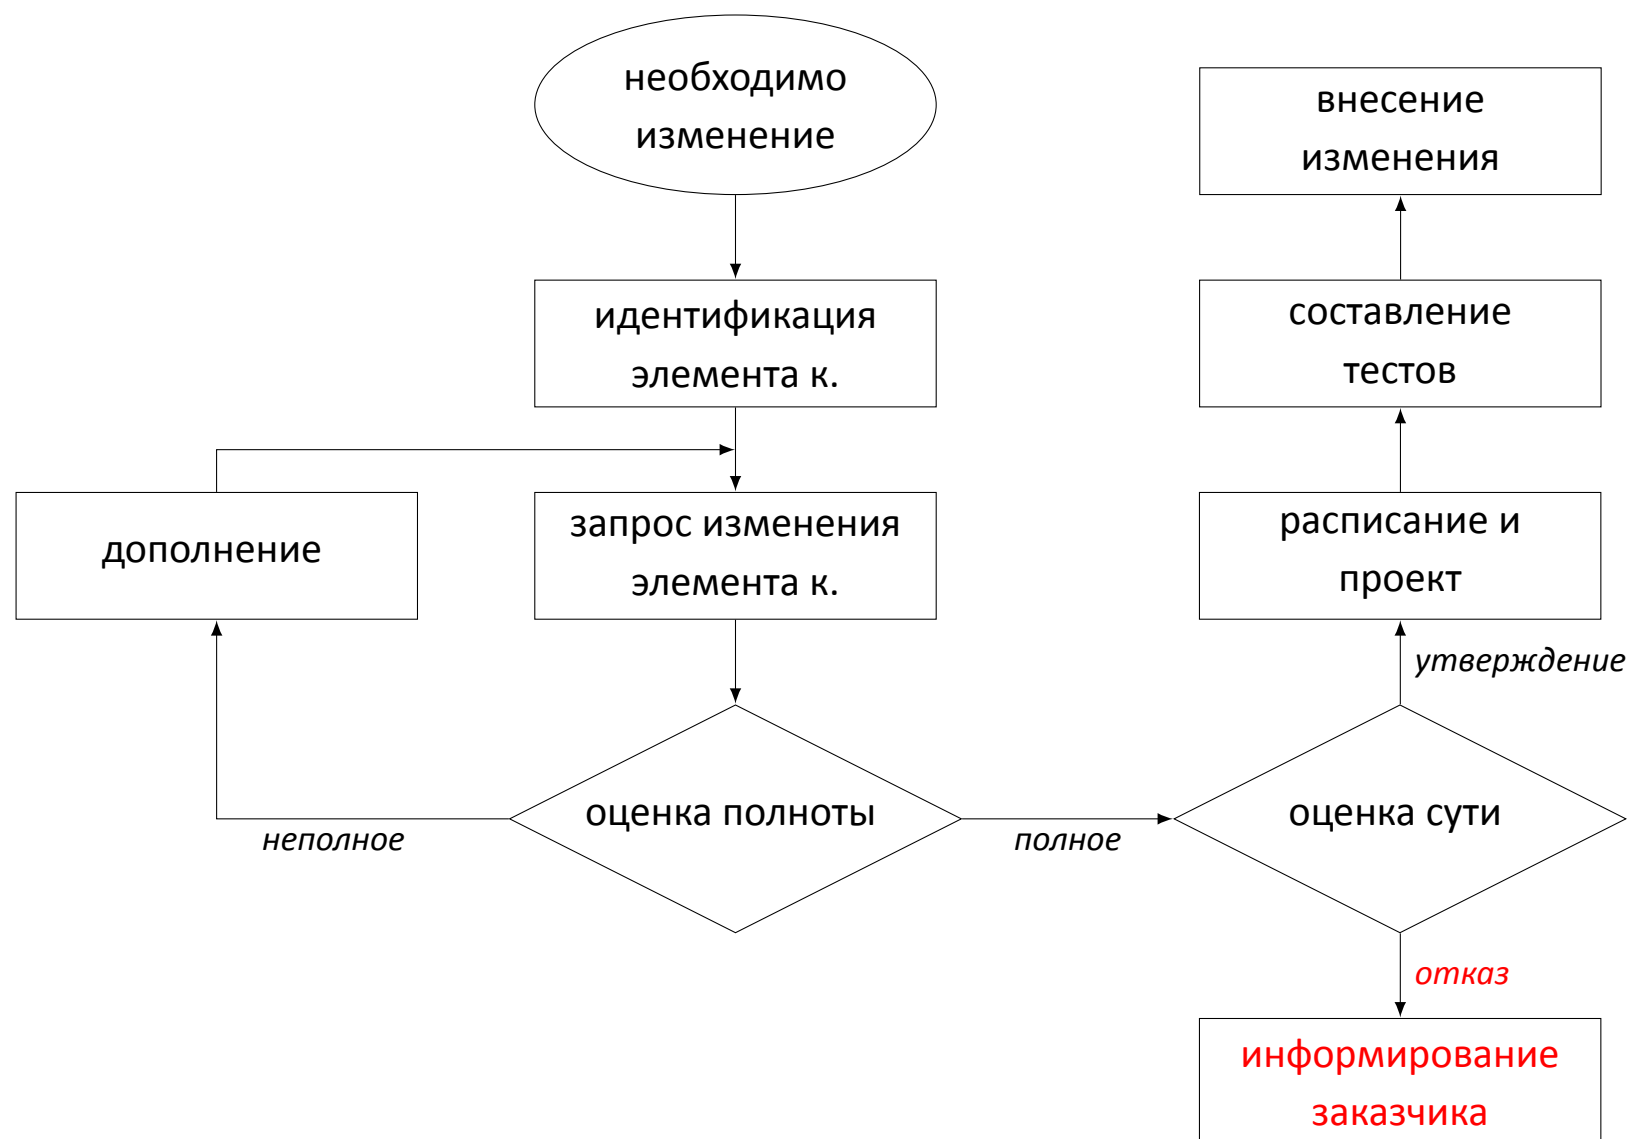 необходимо
изменение
идентификация
элемента к.
дополнение
запрос изменения
элемента к.
оценка полноты
неполное
полное
внесение
изменения
составление
тестов
расписание и
проект
утверждение
оценка сути
отказ
информирование
заказчика